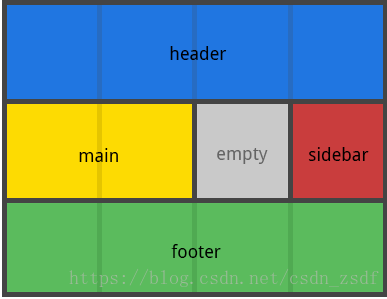 header
main
empty
sidebar
footer
https://blog.csdn.net/csdn_zsdf